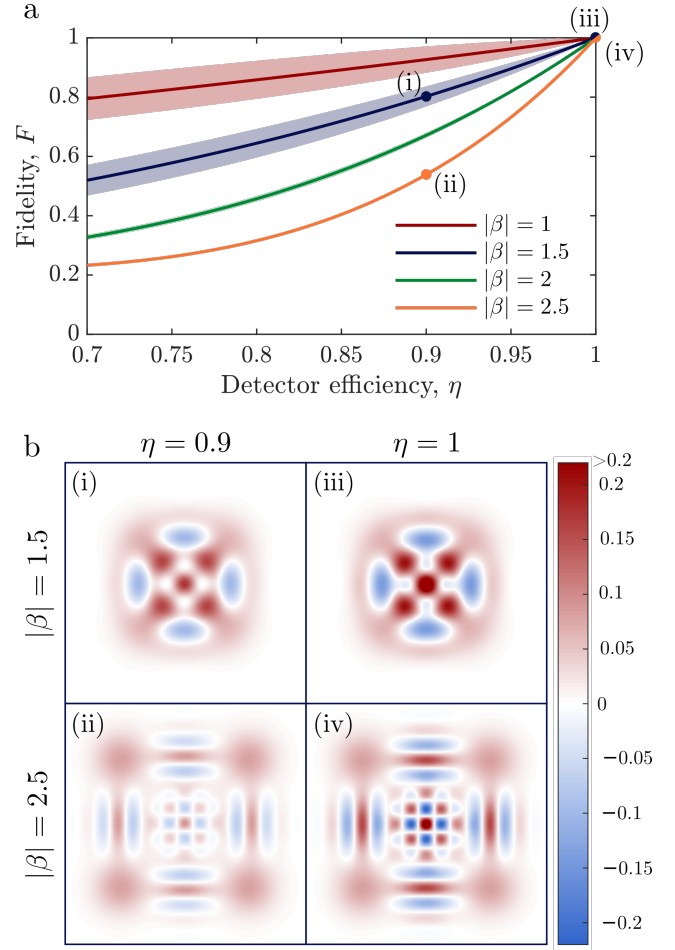 a
(iii)
(iv)
(i)
(ii)
Fidelity, F
1
0.8
0.6
0.4
0.2
0
|β| = 1
|β| = 1.5
|β| = 2
|β| = 2.5
0.7 0.75 0.8 0.85 0.9 0.95 1
Detector efficiency, η
b
η = 0.9 η = 1
|β| = 1.5
(i) (iii)
|β| = 2.5
(ii) (iv)
>0.2
0.2
0.15
0.1
0.05
0
−0.05
−0.1
−0.15
−0.2